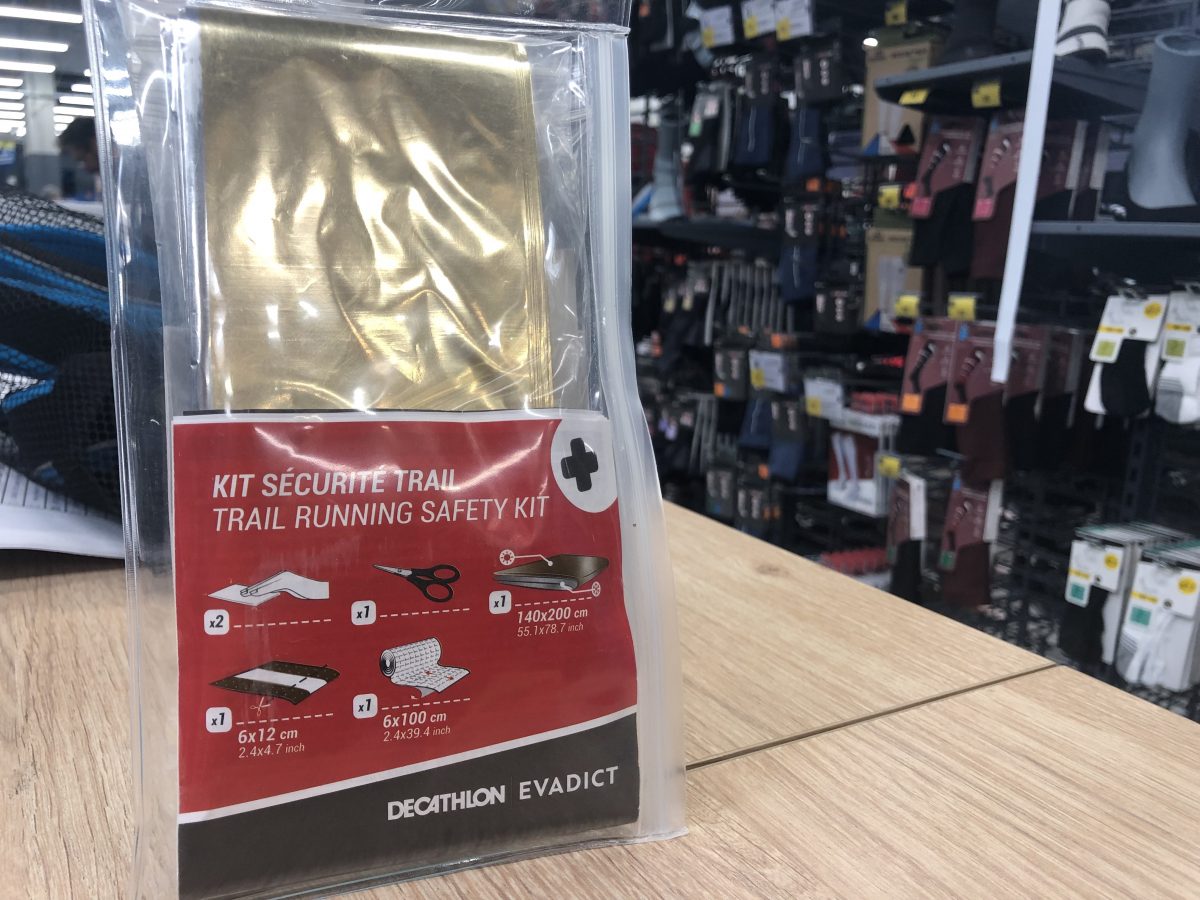 KIT SÉCURITÉ TRAIL
TRAIL RUNNING SAFETY KIT
x2
x1
x1
140x200 cm
55.1x78.7 inch
x1
6x12 cm
2.4x4.7 inch
x1
6x100 cm
2.4x39.4 inch
DECATHLON EVADICT